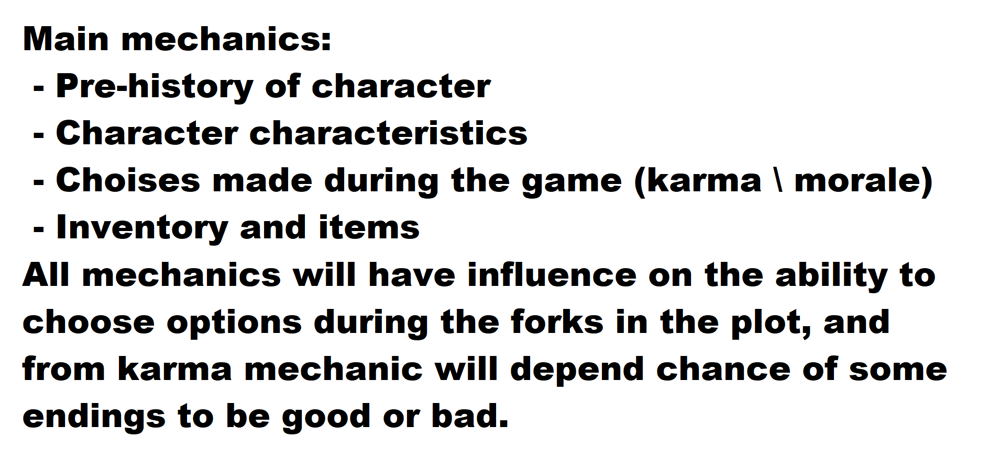 Main mechanics:
- Pre-history of character
- Character characteristics
- Choises made during the game (karma \ morale)
- Inventory and items
All mechanics will have influence on the ability to
choose options during the forks in the plot, and
from karma mechanic will depend chance of some
endings to be good or bad.